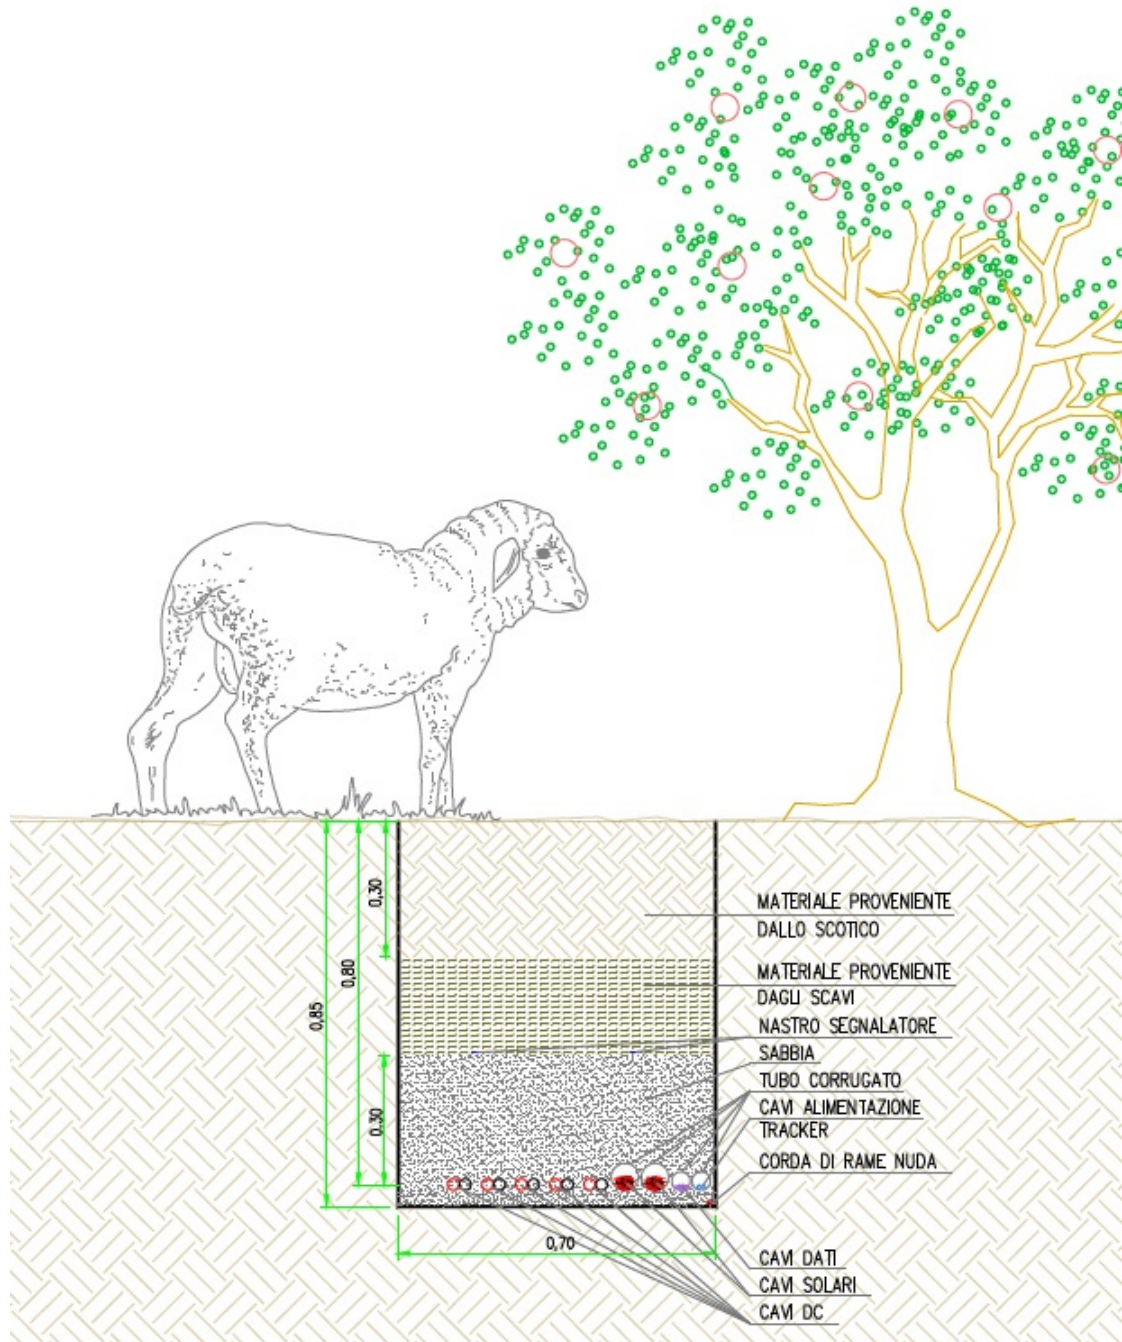 0,30
0,80
0,85
0,30
0,70
MATERIALE PROVENIENTE
DALLO SCOTICO
MATERIALE PROVENIENTE
DAGLI SCAVI
NASTRO SEGNALATORE
SABBIA
TUBO CORRUGATO
CAVI ALIMENTAZIONE
TRACKER
CORDA DI RAME NUDA
CAVI DATI
CAVI SOLARI
CAVI DC